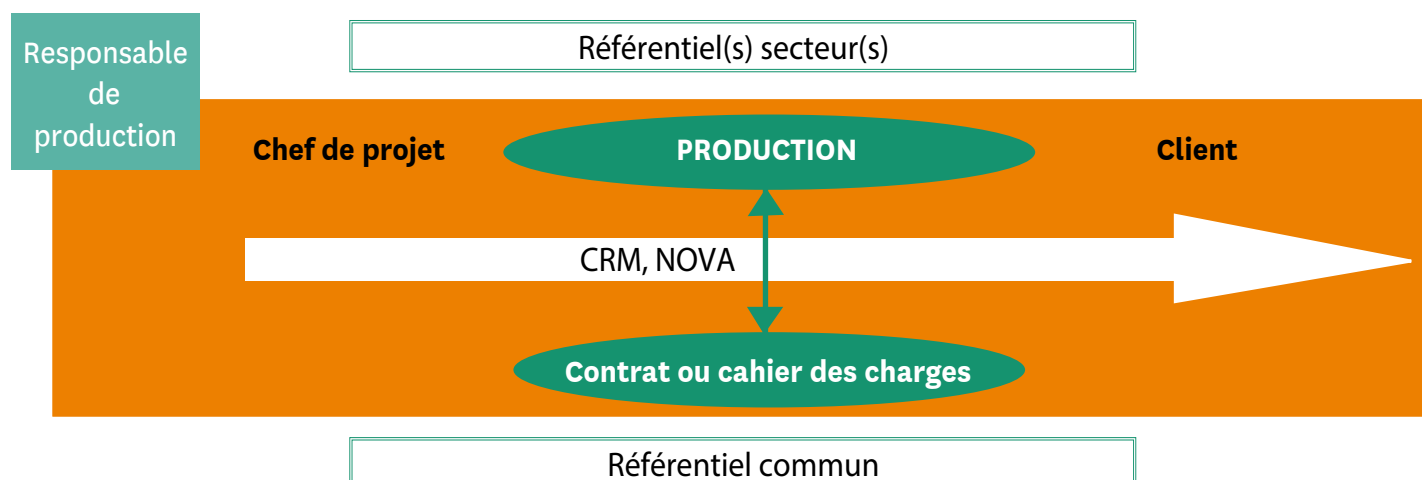 Responsable
de
production
Référentiel(s) secteur(s)
Chef de projet
PRODUCTION
Client
CRM, NOVA
Contrat ou cahier des charges
Référentiel commun